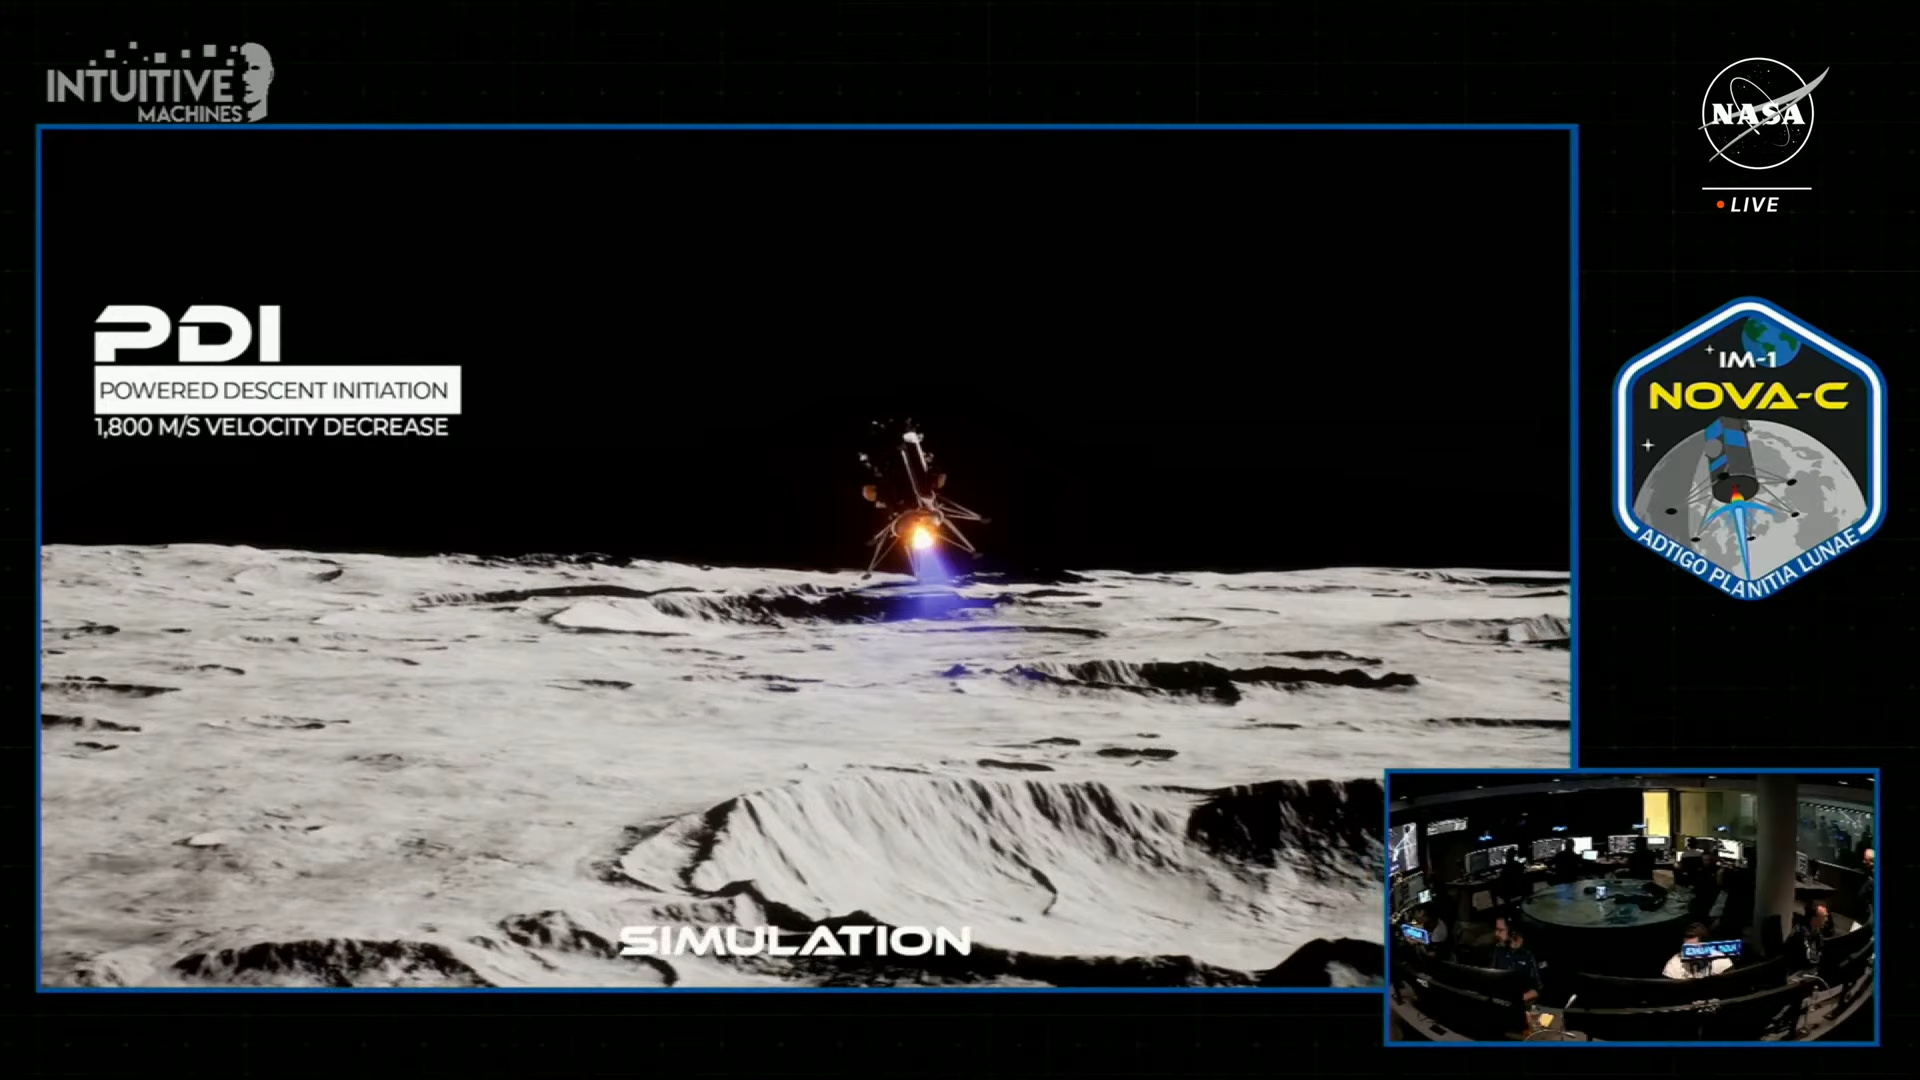 INTUITIVE
MACHINES
NASA
LIVE
PDI
POWERED DESCENT INITIATION
1,800 M/S VELOCITY DECREASE
IM-1
NOVA-C
ADTIGO PLANITIA LUNAE
SIMULATION